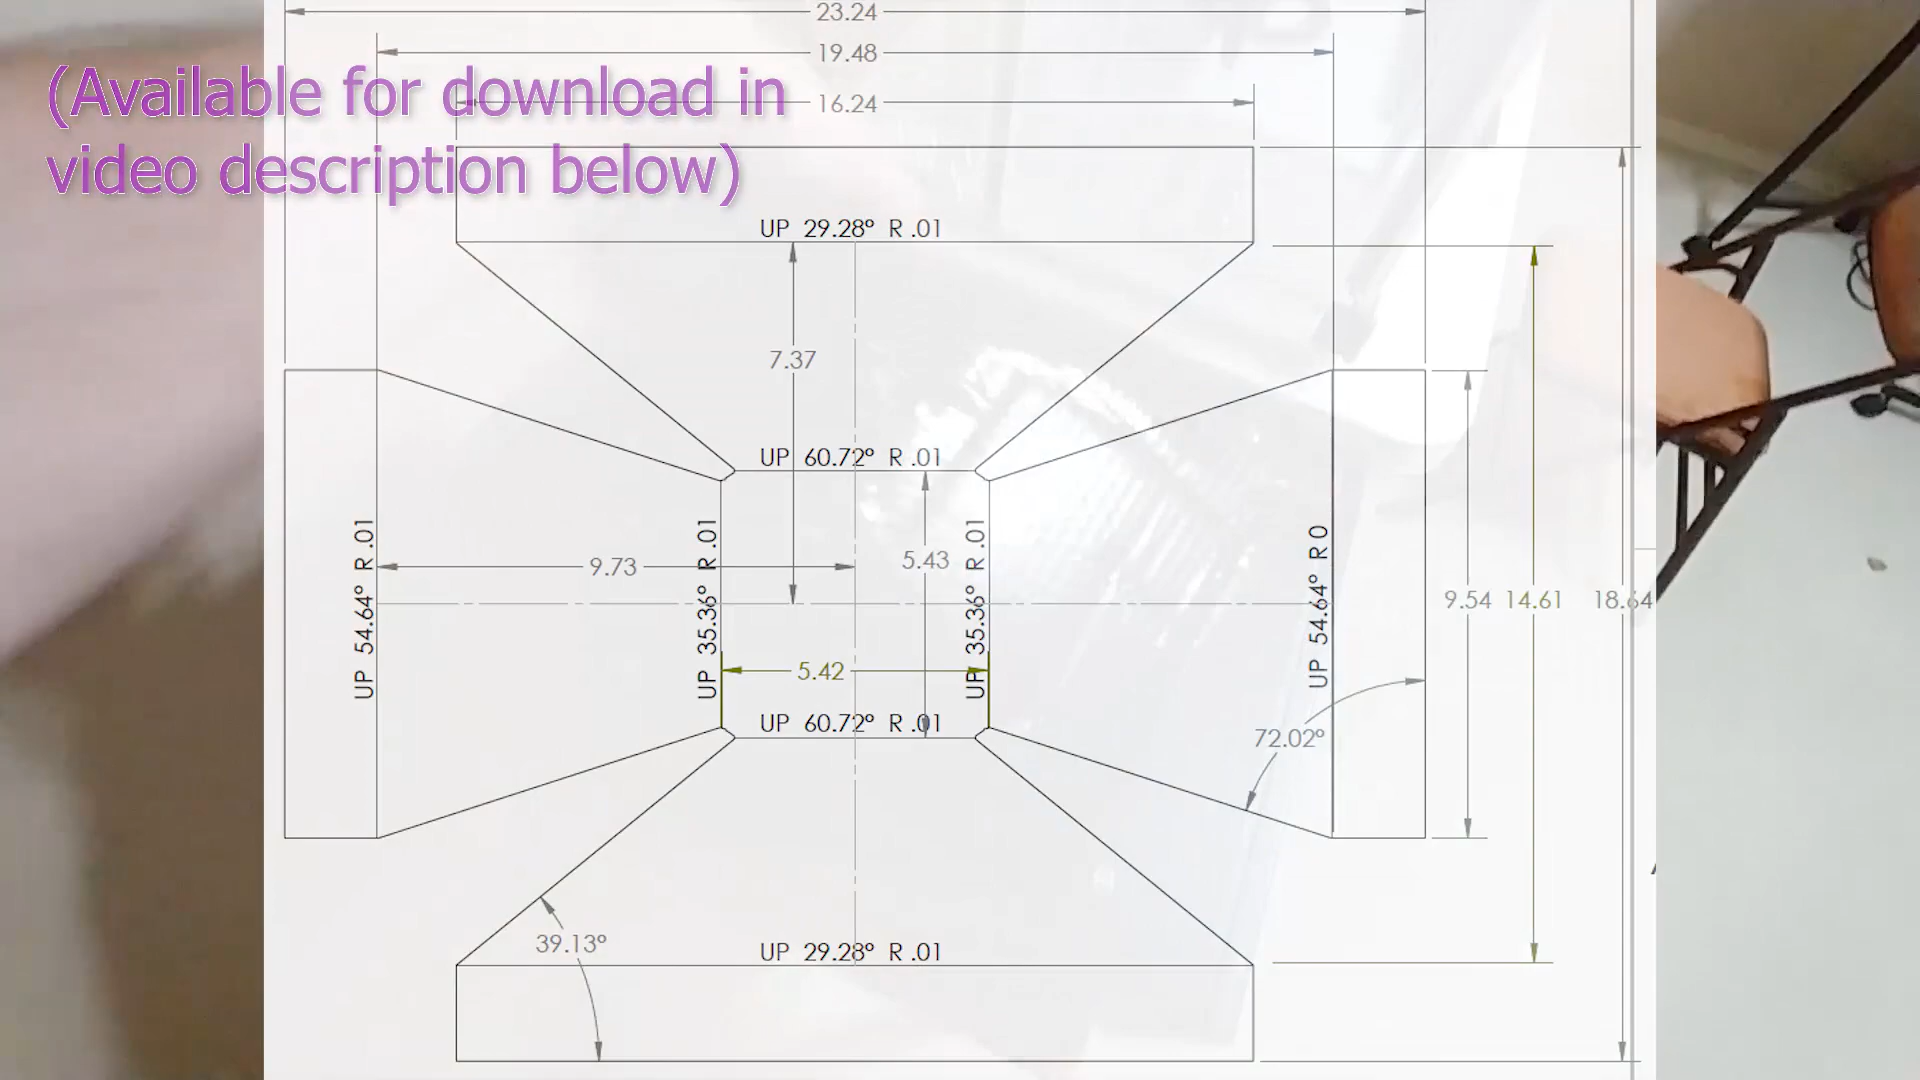 23.24
19.48
(Available for download in
16.24
video description below)
UP 29.28° R .01
7.37
UP 60.72° R .01
UP 54.64° R .01
UP 35.36° R .01
9.73
5.43
UP 35.36° R .01
UP 54.64° R 0
9.54 14.61 18.64
5.42
UP 60.72° R .01
72.02°
39.13°
UP 29.28° R .01